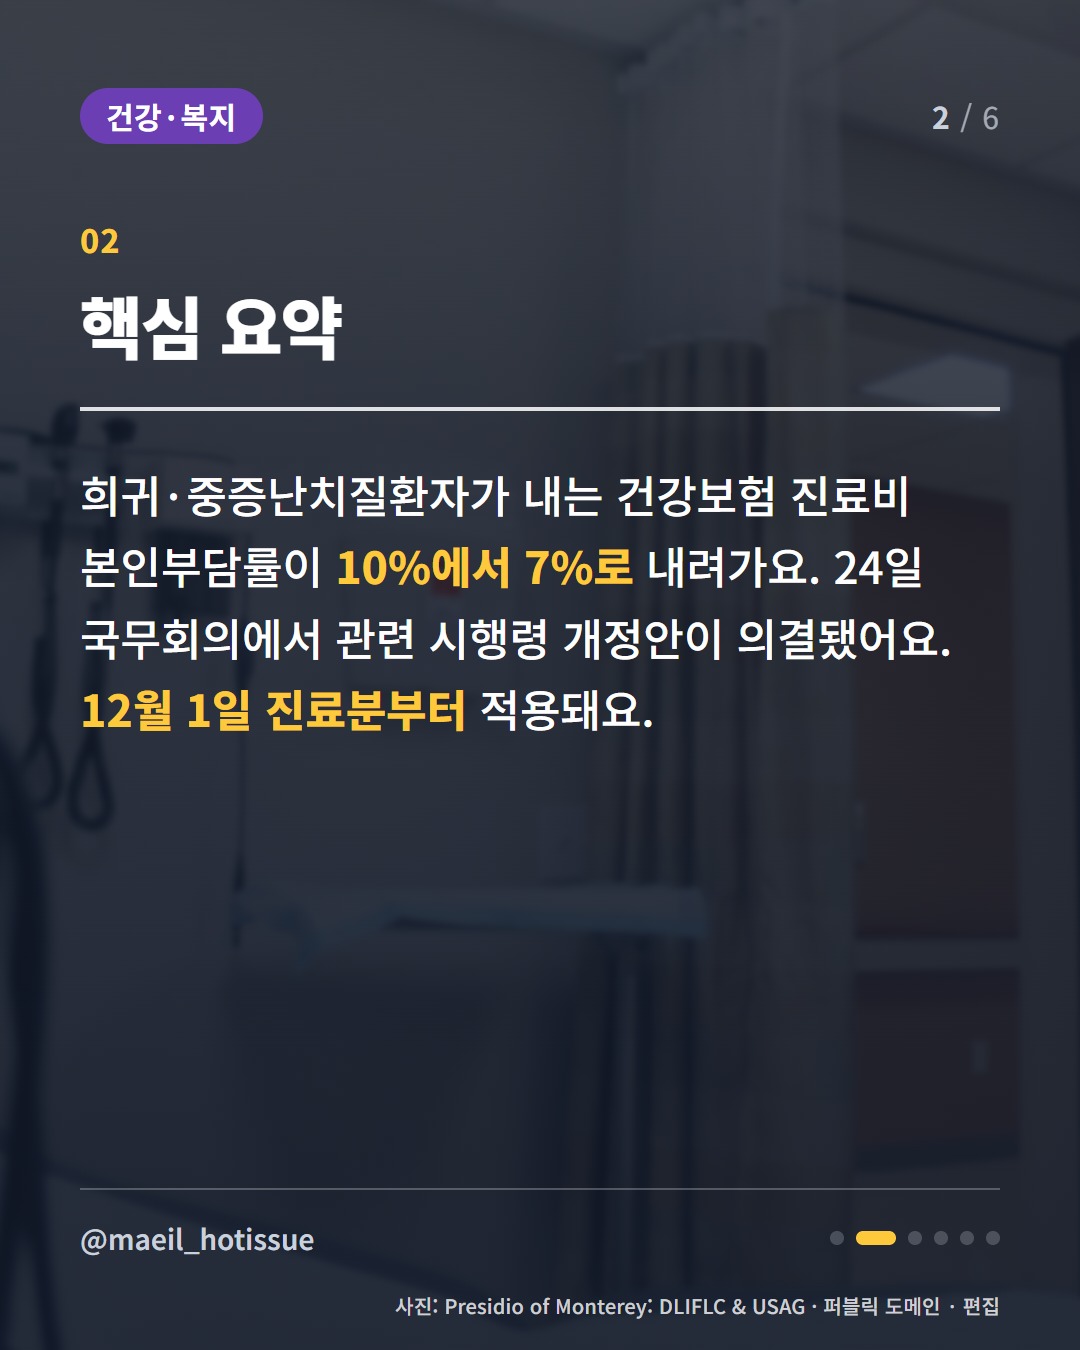 건강·복지
2 / 6
02
핵심 요약
희귀·중증난치질환자가 내는 건강보험 진료비
본인부담률이 10%에서 7%로 내려가요. 24일
국무회의에서 관련 시행령 개정안이 의결됐어요.
12월 1일 진료분부터 적용돼요.
@maeil_hotissue
사진: Presidio of Monterey: DLIFLC & USAG · 퍼블릭 도메인 · 편집